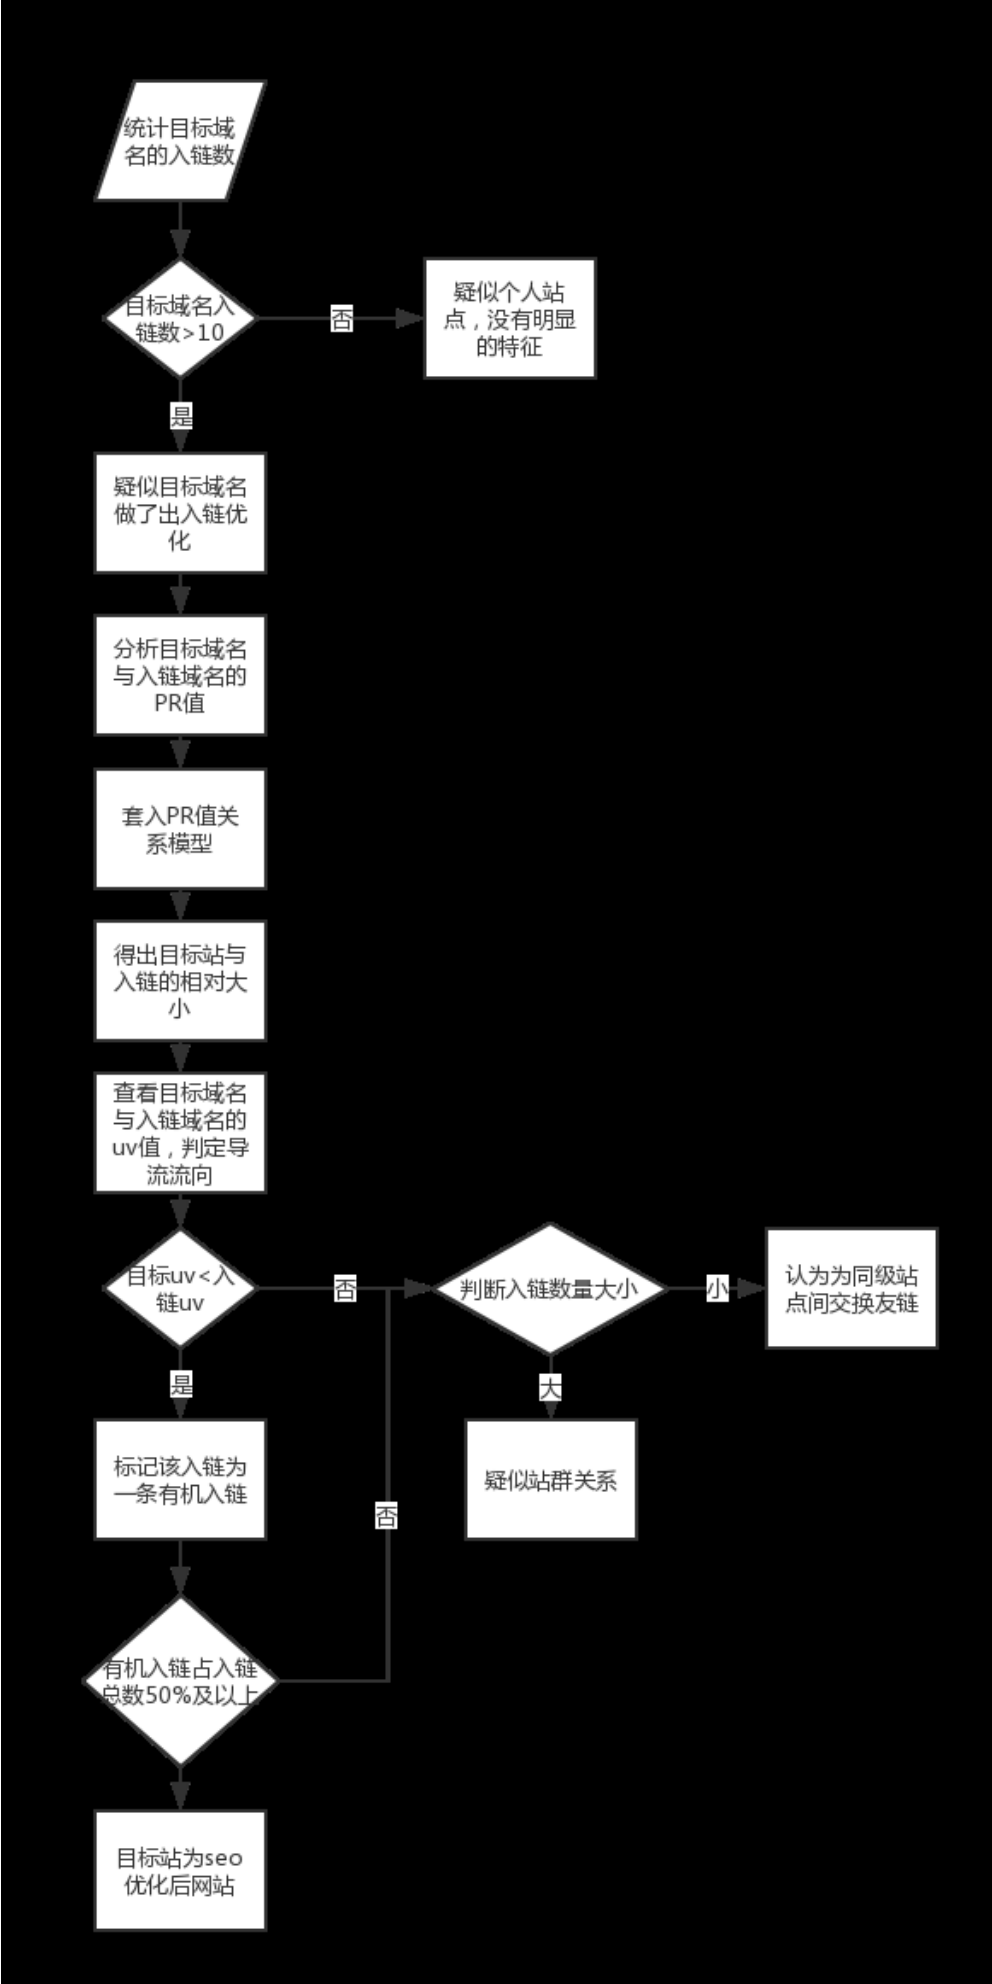 统计目标域
名的入链数
目标域名入
链数>10
否
疑似个人站
点，没有明显
的特征
是
疑似目标域名
做了出入链优
化
分析目标域名
与入链域名的
PR值
套入PR值关
系模型
得出目标站与
入链的相对大
小
查看目标域名
与入链域名的
uv值，判定导
流流向
目标uv<入
链uv
否
判断入链数量大小
小
认为为同级站
点间交换友链
是
大
标记该入链为
一条有机入链
疑似站群关系
否
有机入链占入链
总数50%及以上
目标站为seo
优化后网站